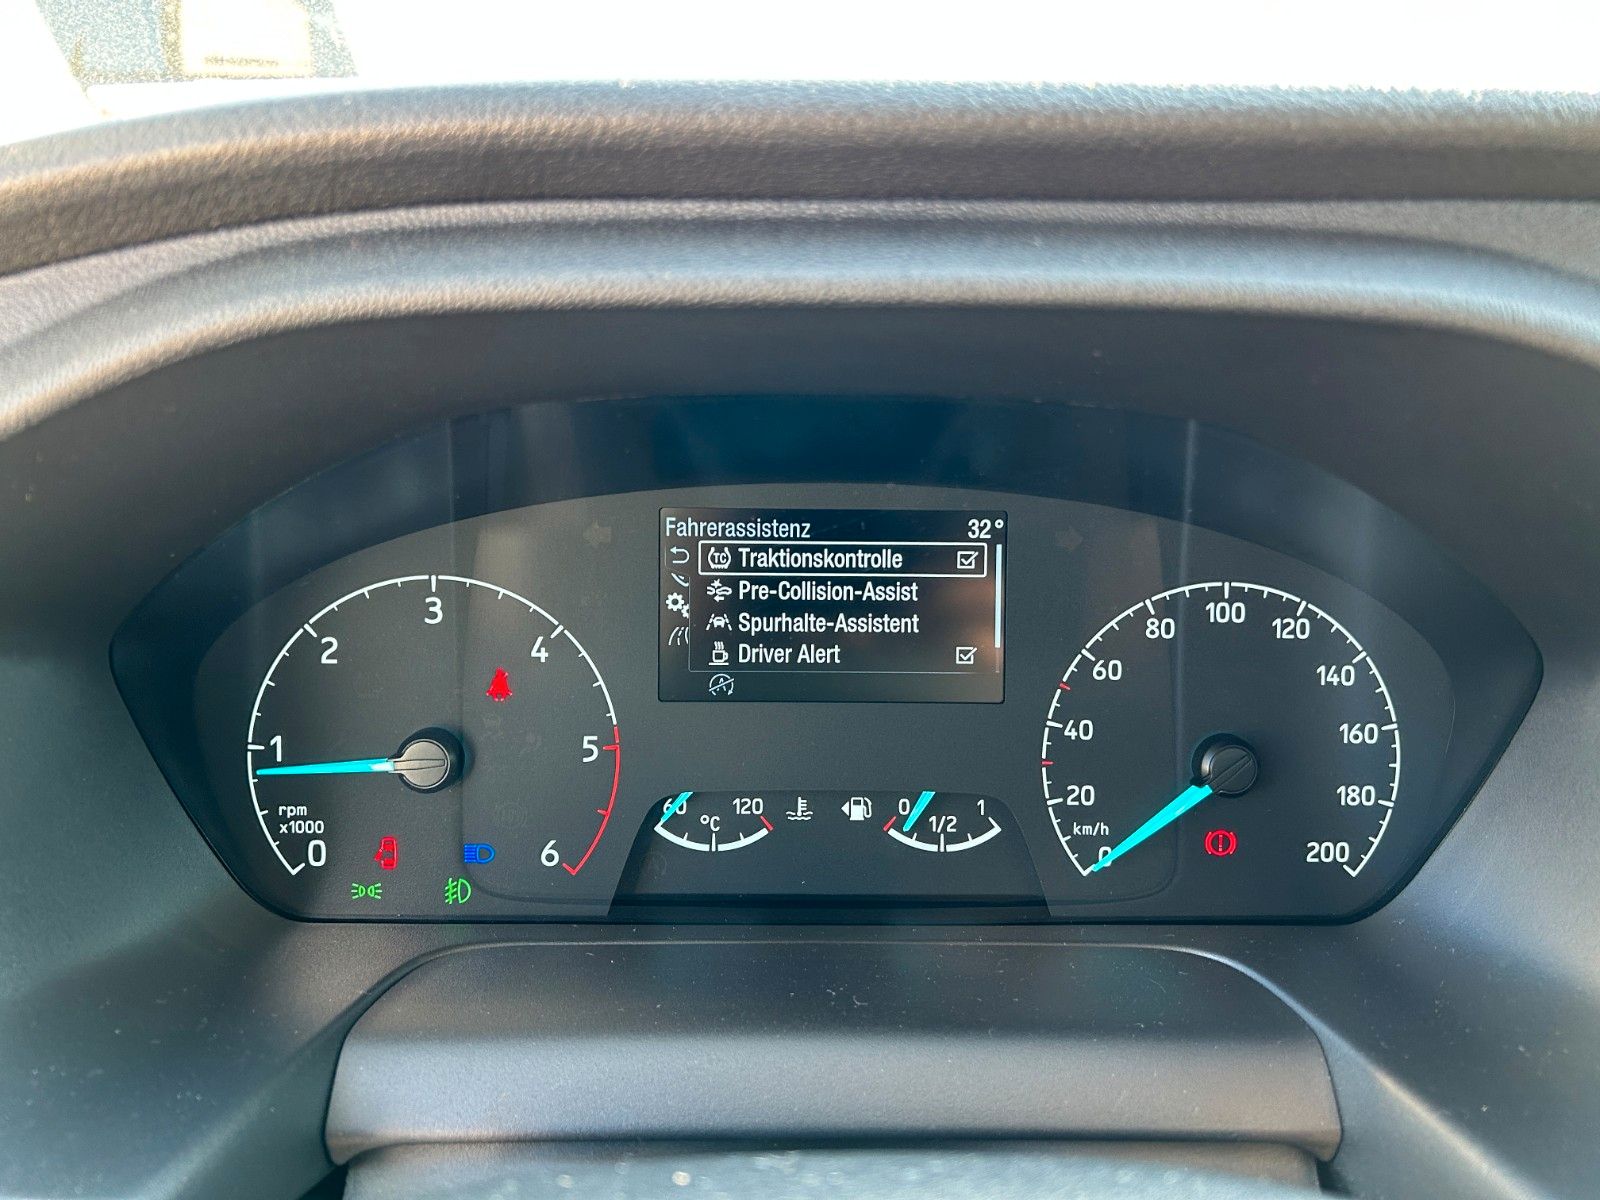 Fahrerassistenz 32°
TC Traktionskontrolle
Pre-Collision-Assist
Spurhalte-Assistent
Driver Alert
A
0 1 2 3 4 5 6
rpm
x1000
60 120
°C
0 1/2 1
0 20 40 60 80 100 120 140 160 180 200
km/h